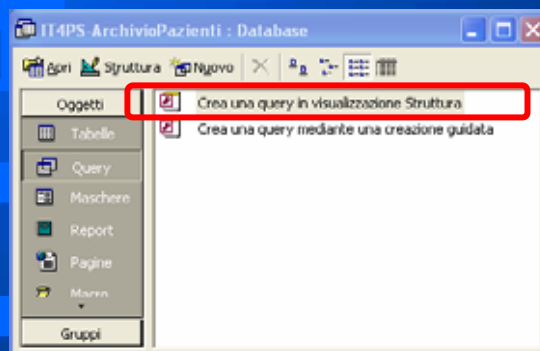 IT4PS-ArchivioPazienti : Database
Apri Struttura Nuovo
Oggetti
Crea una query in visualizzazione Struttura
Tabelle
Crea una query mediante una creazione guidata
Query
Maschere
Report
Pagine
Macro
Gruppi